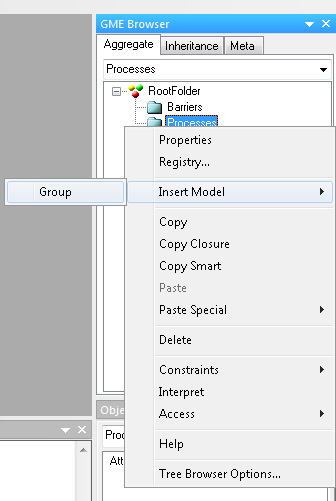 GME Browser
Aggregate Inheritance Meta
Processes
RootFolder
Barriers
Processes
Properties
Registry...
Group
Insert Model
Copy
Copy Closure
Copy Smart
Paste
Paste Special
Delete
Constraints
Interpret
Access
Help
Tree Browser Options...
Obje
Proc
Att